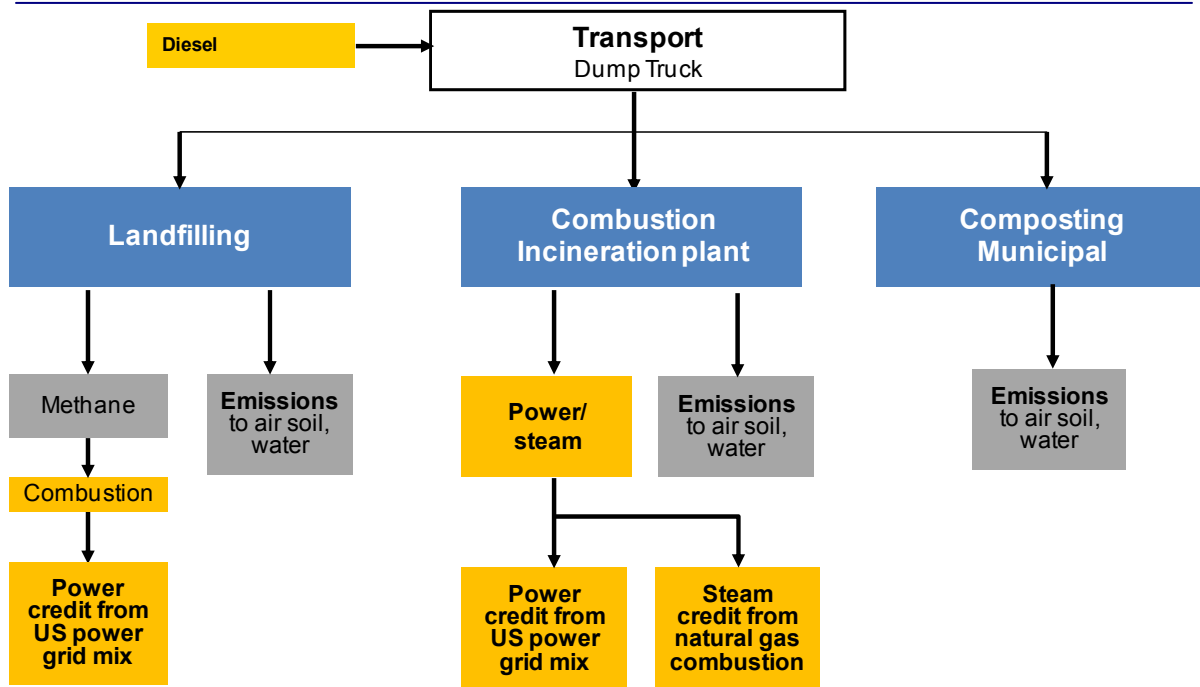 Diesel
Transport
Dump Truck
Landfilling
Combustion
Incineration plant
Composting
Municipal
Methane
Emissions
to air soil,
water
Power/
steam
Emissions
to air soil,
water
Emissions
to air soil,
water
Combustion
Power
credit from
US power
grid mix
Power
credit from
US power
grid mix
Steam
credit from
natural gas
combustion